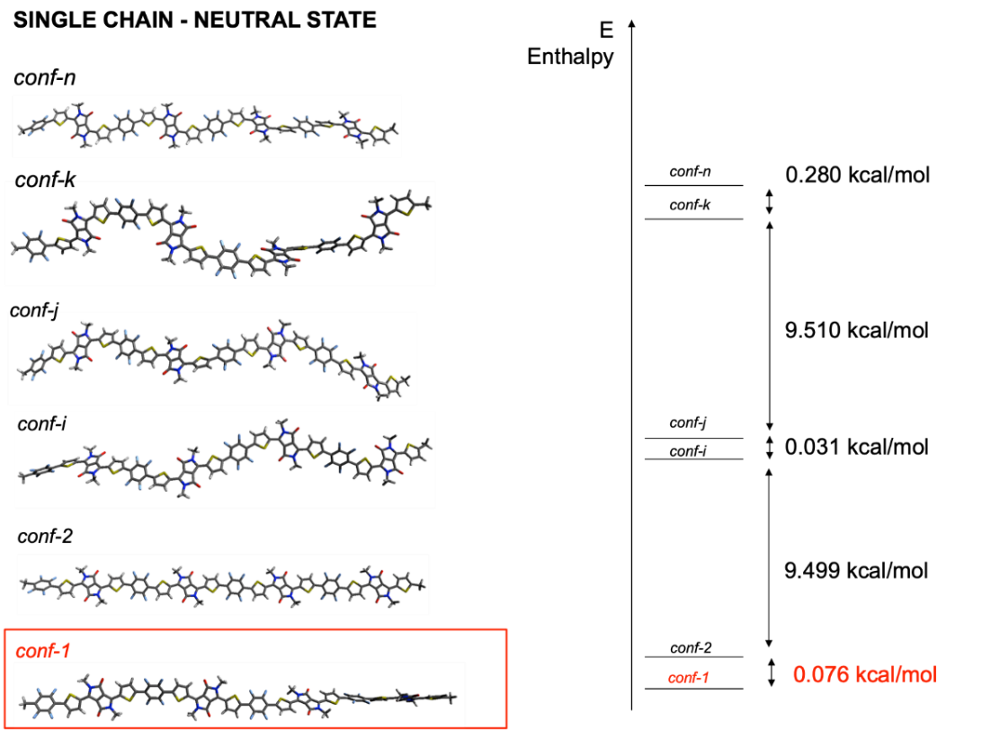 SINGLE CHAIN - NEUTRAL STATE
conf-n
conf-k
conf-j
conf-i
conf-2
conf-1
E
Enthalpy
conf-n
0.280 kcal/mol
conf-k
9.510 kcal/mol
conf-j
0.031 kcal/mol
conf-i
9.499 kcal/mol
conf-2
0.076 kcal/mol
conf-1